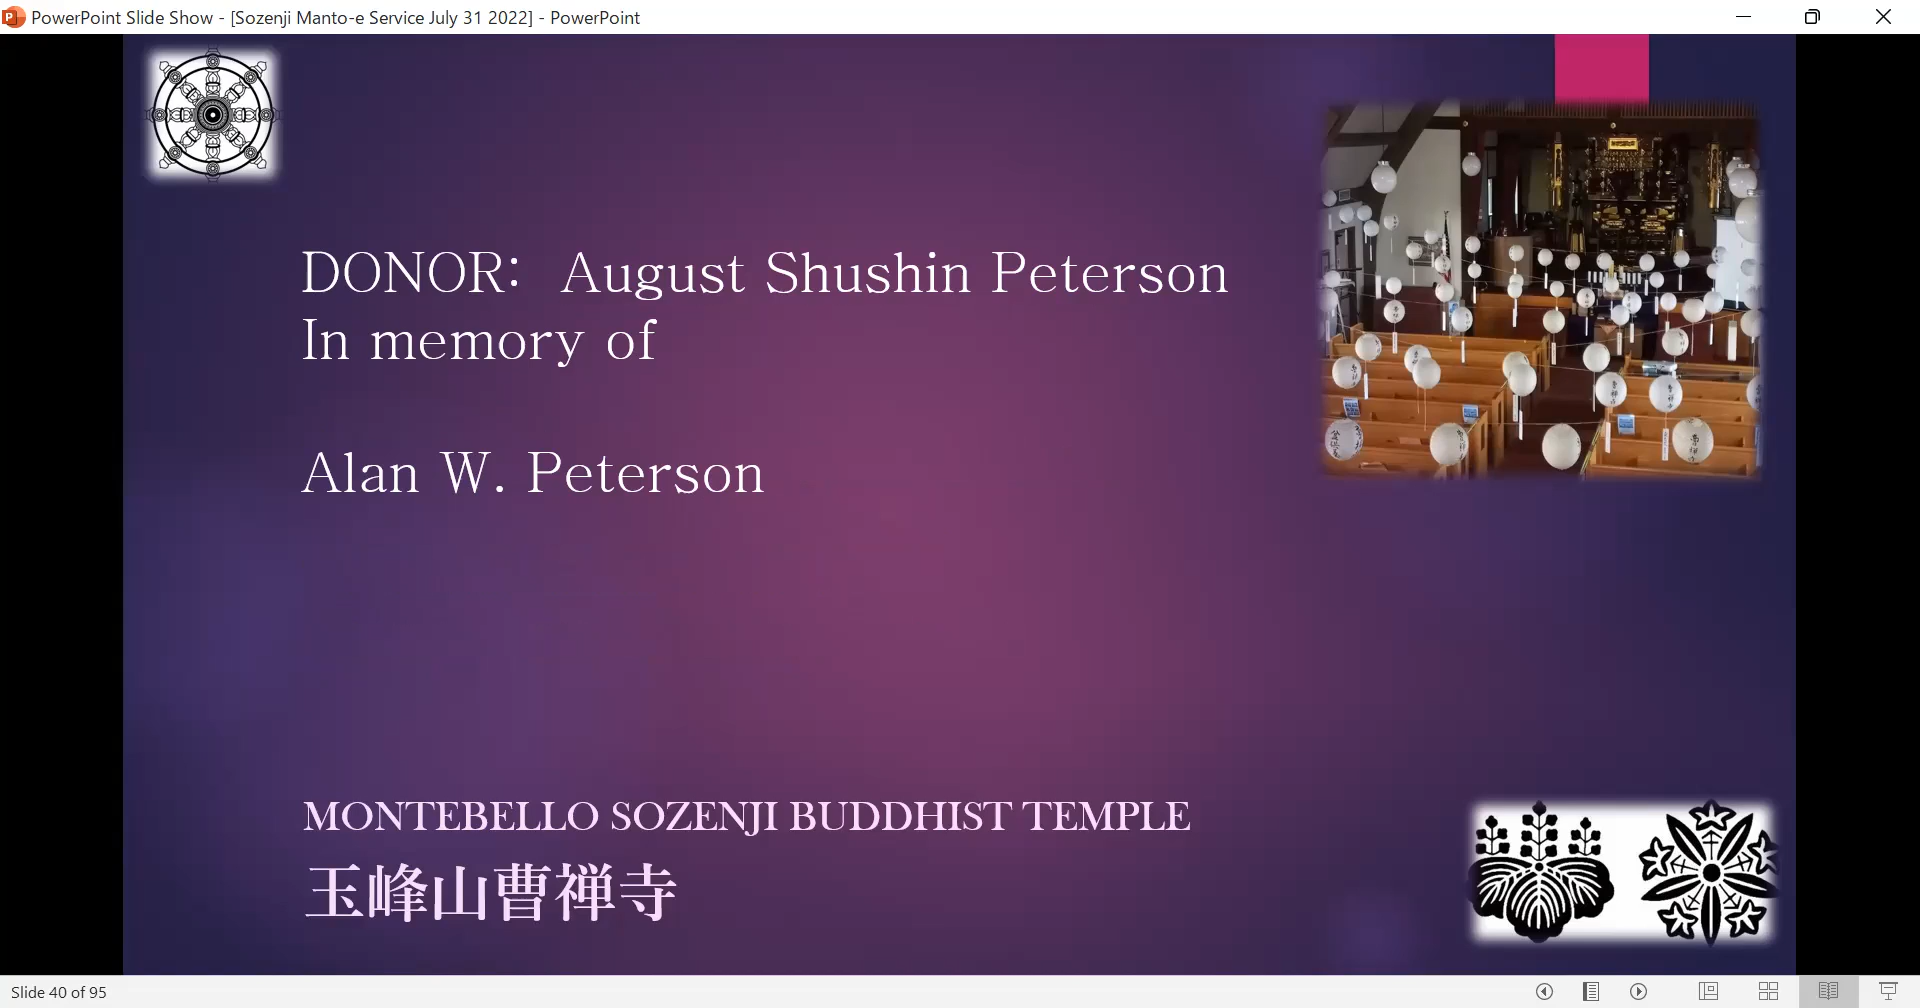 PowerPoint Slide Show - [Sozenji Manto-e Service July 31 2022] - PowerPoint
DONOR:  August Shushin Peterson
In memory of
Alan W. Peterson
MONTEBELLO SOZENJI BUDDHIST TEMPLE
玉峰山曹禅寺
Slide 40 of 95